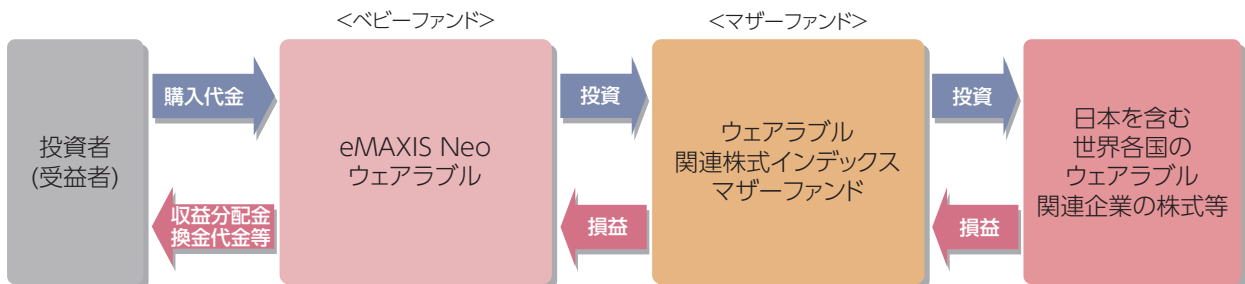 <ベビーファンド>
<マザーファンド>
投資者
(受益者)
購入代金
収益分配金
換金代金等
eMAXIS Neo
ウェアラブル
投資
損益
ウェアラブル
関連株式インデックス
マザーファンド
投資
損益
日本を含む
世界各国の
ウェアラブル
関連企業の株式等